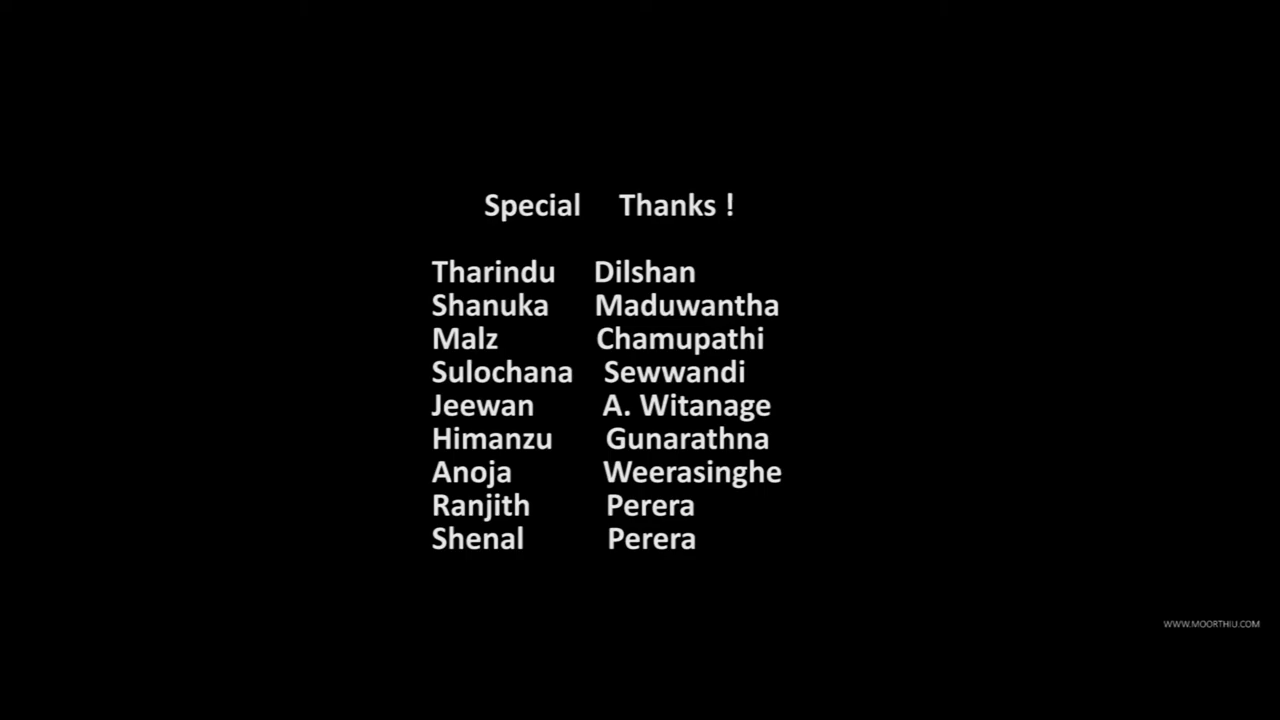 Special Thanks !
Tharindu Dilshan
Shanuka Maduwantha
Malz Chamupathi
Sulochana Sewwandi
Jeewan A. Witanage
Himanzu Gunarathna
Anoja Weerasinghe
Ranjith Perera
Shenal Perera
WWW.MOORTHIU.COM